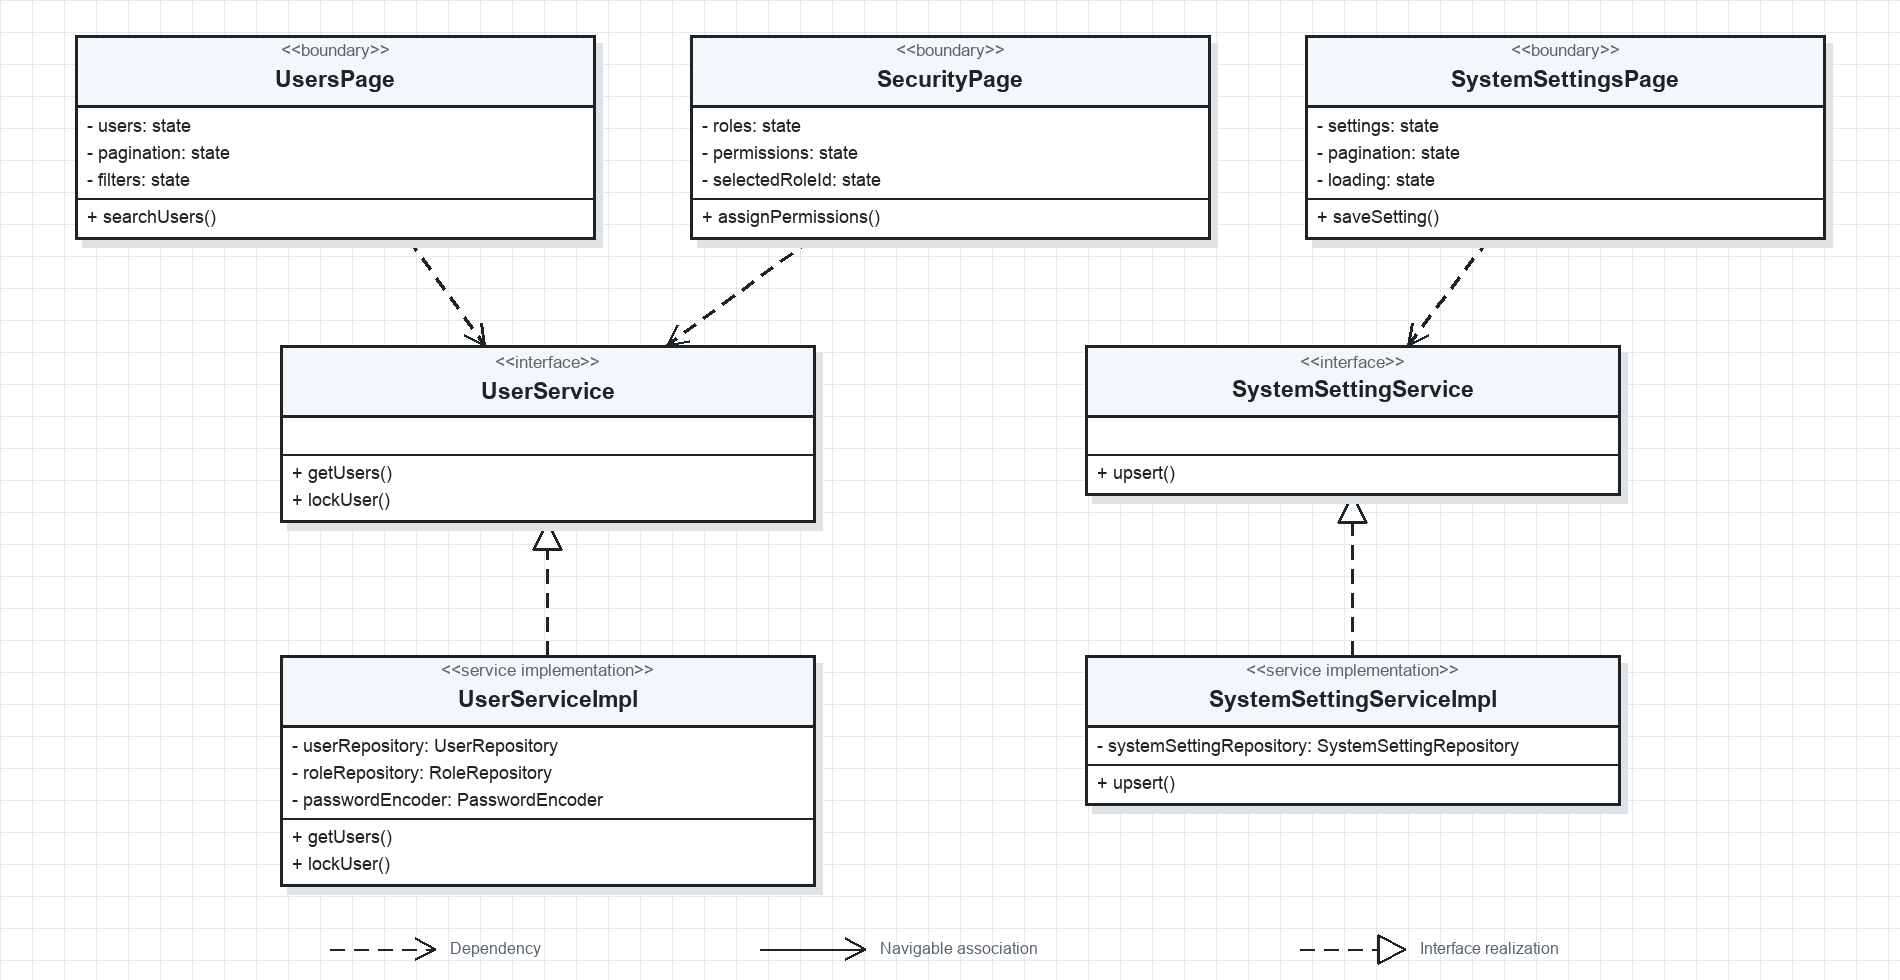 <<boundary>>
UsersPage
- users: state
- pagination: state
- filters: state
+ searchUsers()
<<boundary>>
SecurityPage
- roles: state
- permissions: state
- selectedRoleId: state
+ assignPermissions()
<<boundary>>
SystemSettingsPage
- settings: state
- pagination: state
- loading: state
+ saveSetting()
<<interface>>
UserService
+ getUsers()
+ lockUser()
<<interface>>
SystemSettingService
+ upsert()
<<service implementation>>
UserServiceImpl
- userRepository: UserRepository
- roleRepository: RoleRepository
- passwordEncoder: PasswordEncoder
+ getUsers()
+ lockUser()
<<service implementation>>
SystemSettingServiceImpl
- systemSettingRepository: SystemSettingRepository
+ upsert()
Dependency
Navigable association
Interface realization